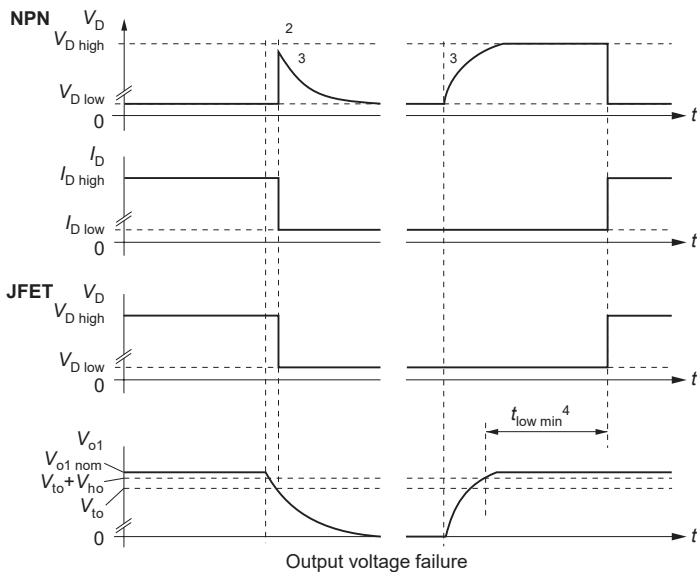 NPN
V_D
V_D high
2
3
3
V_D low
0
t
I_D
I_D high
I_D low
0
t
JFET
V_D
V_D high
V_D low
0
t
t_low min^4
V_o1
V_o1 nom
V_to + V_ho
V_to
0
t
Output voltage failure